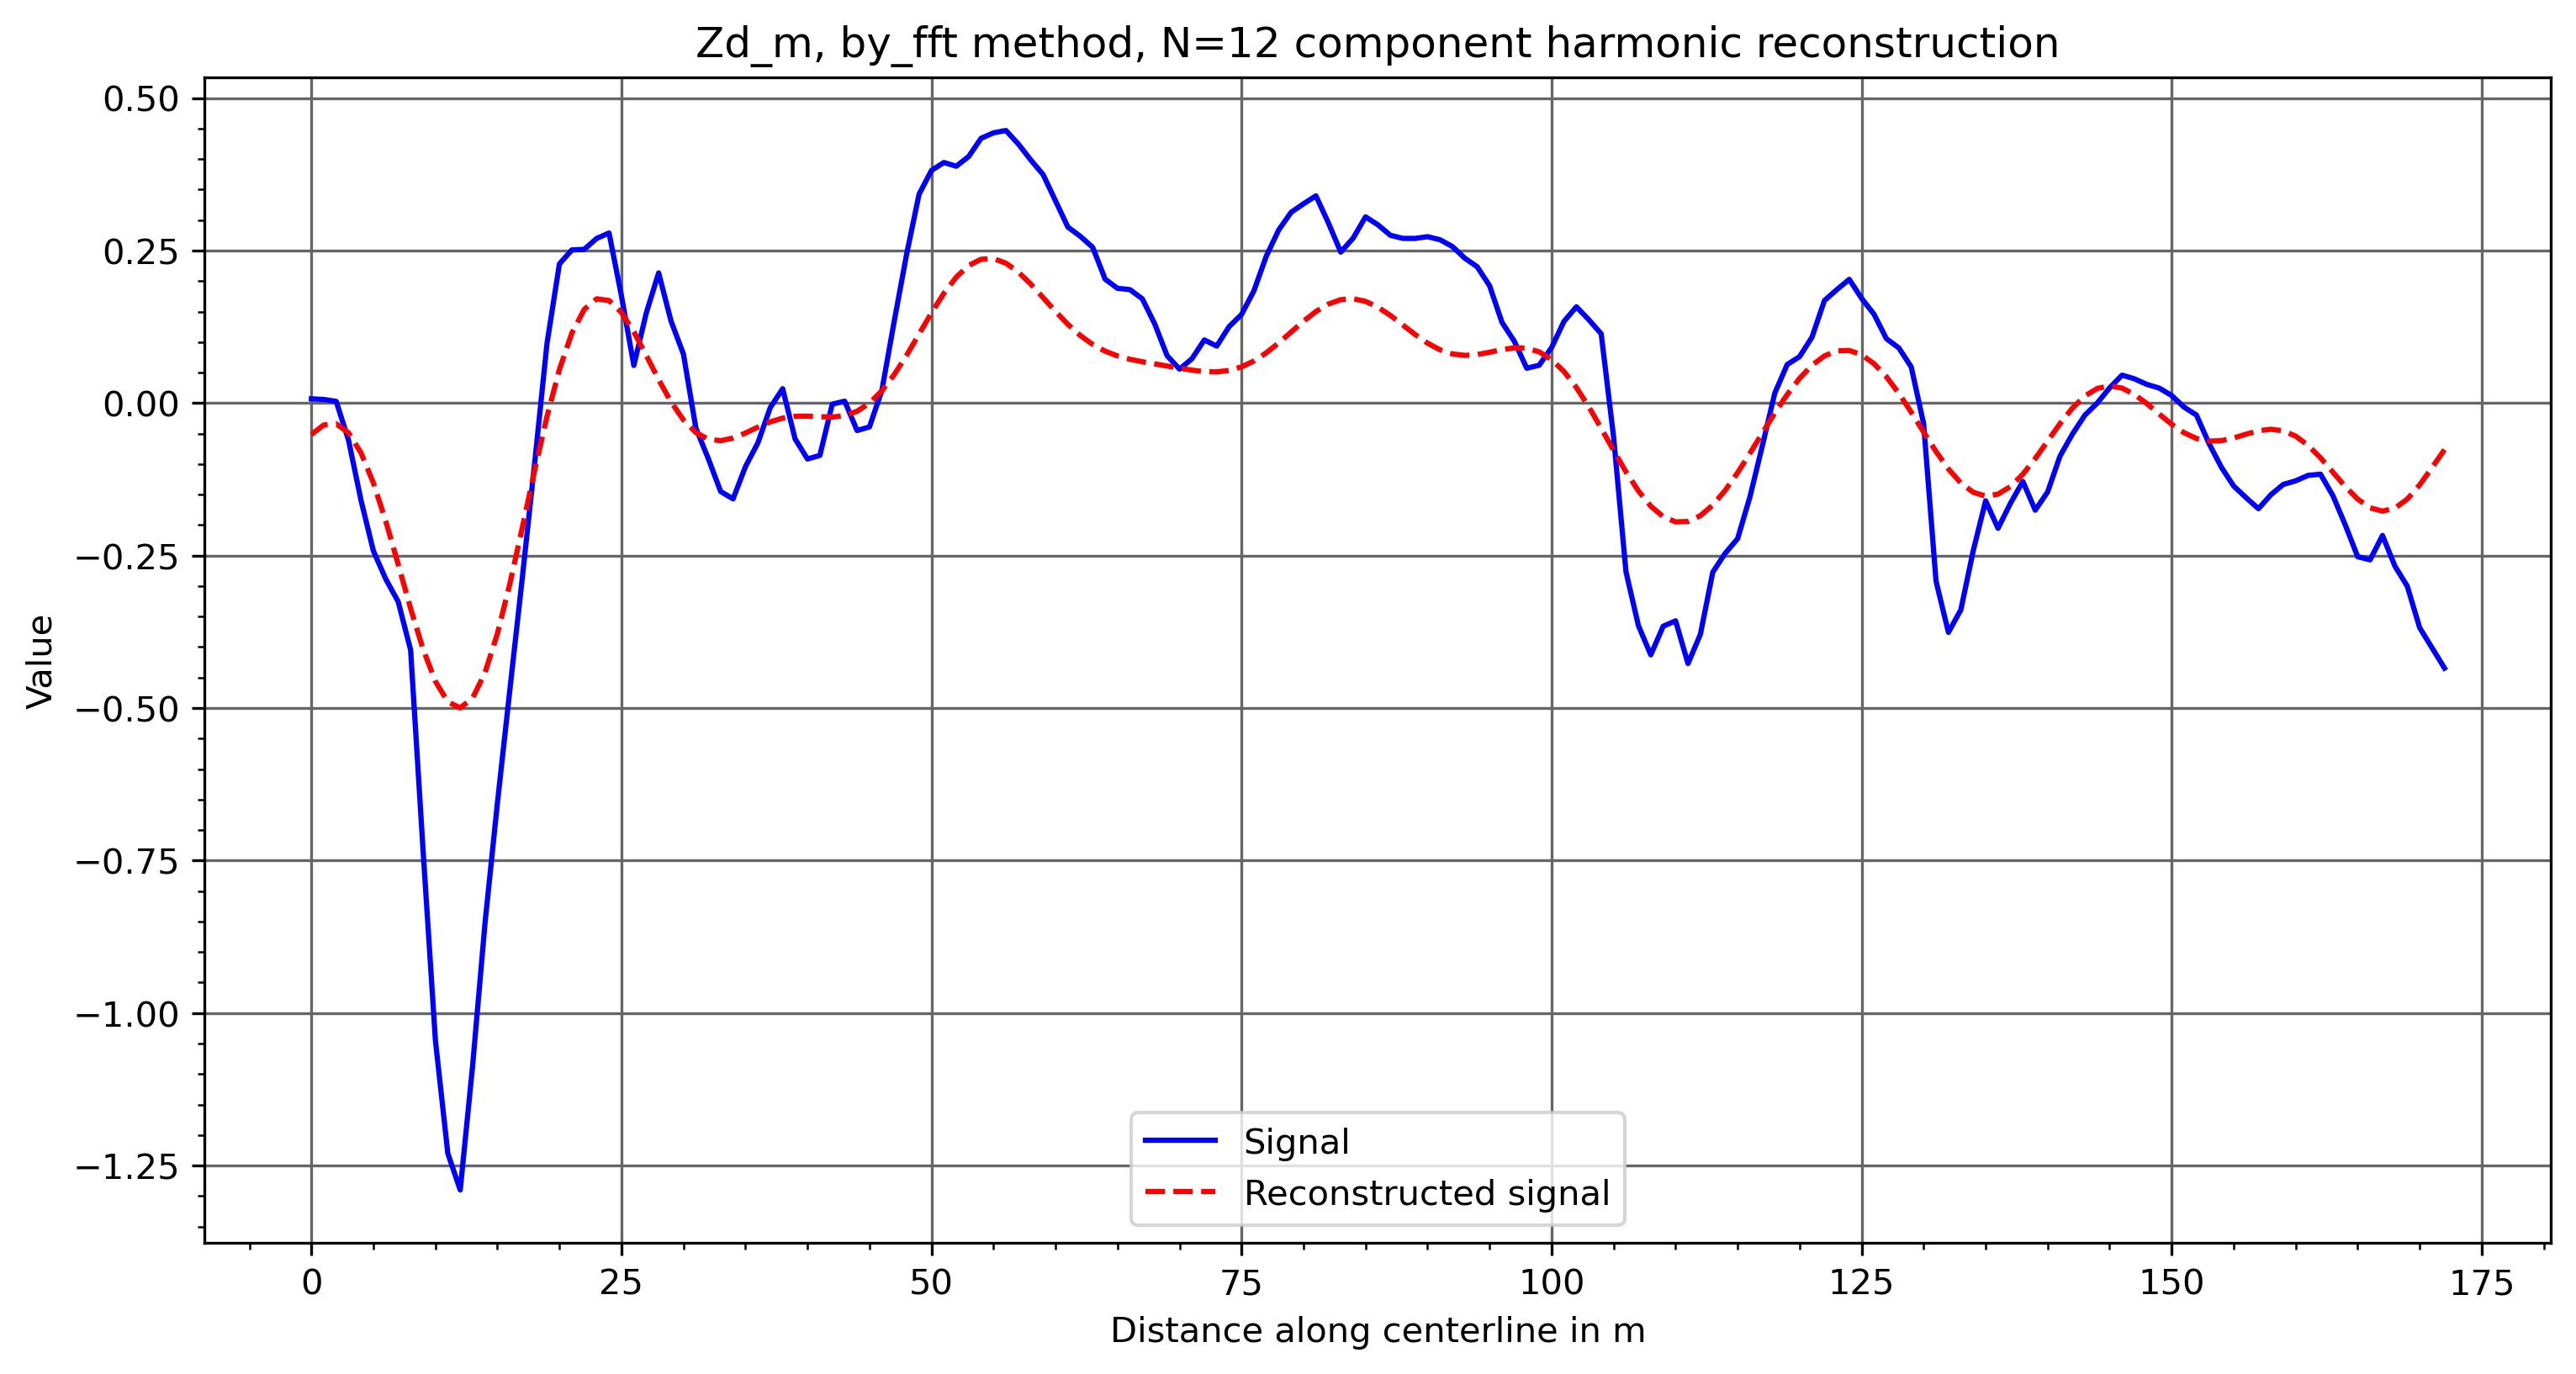 Zd_m, by_fft method, N=12 component harmonic reconstruction
0.50
0.25
0.00
−0.25
−0.50
−0.75
−1.00
−1.25
Value
Signal
Reconstructed signal
0 25 50 75 100 125 150 175
Distance along centerline in m